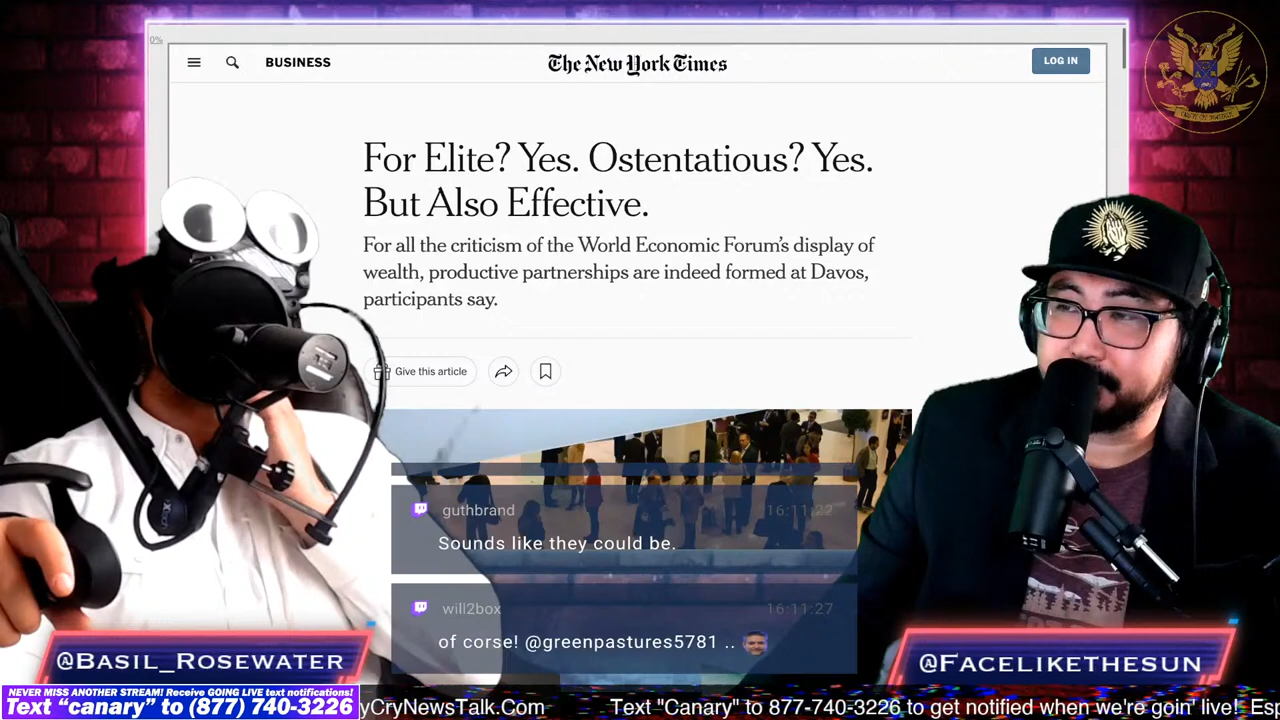 0%
BUSINESS
The New York Times
LOG IN
For Elite? Yes. Ostentatious? Yes.
But Also Effective.
For all the criticism of the World Economic Forum's display of
wealth, productive partnerships are indeed formed at Davos,
participants say.
Give this article
guthbrand 16:11:22
Sounds like they could be.
will2box 16:11:27
of corse! @greenpastures5781 ..
@BASIL_ROSEWATER
@FACELIKETHESUN
NEVER MISS ANOTHER STREAM! Receive GOING LIVE text notifications!
Text “canary” to (877) 740-3226
yCryNewsTalk.Com Text "Canary" to 877-740-3226 to get notified when we're goin' live! Esp